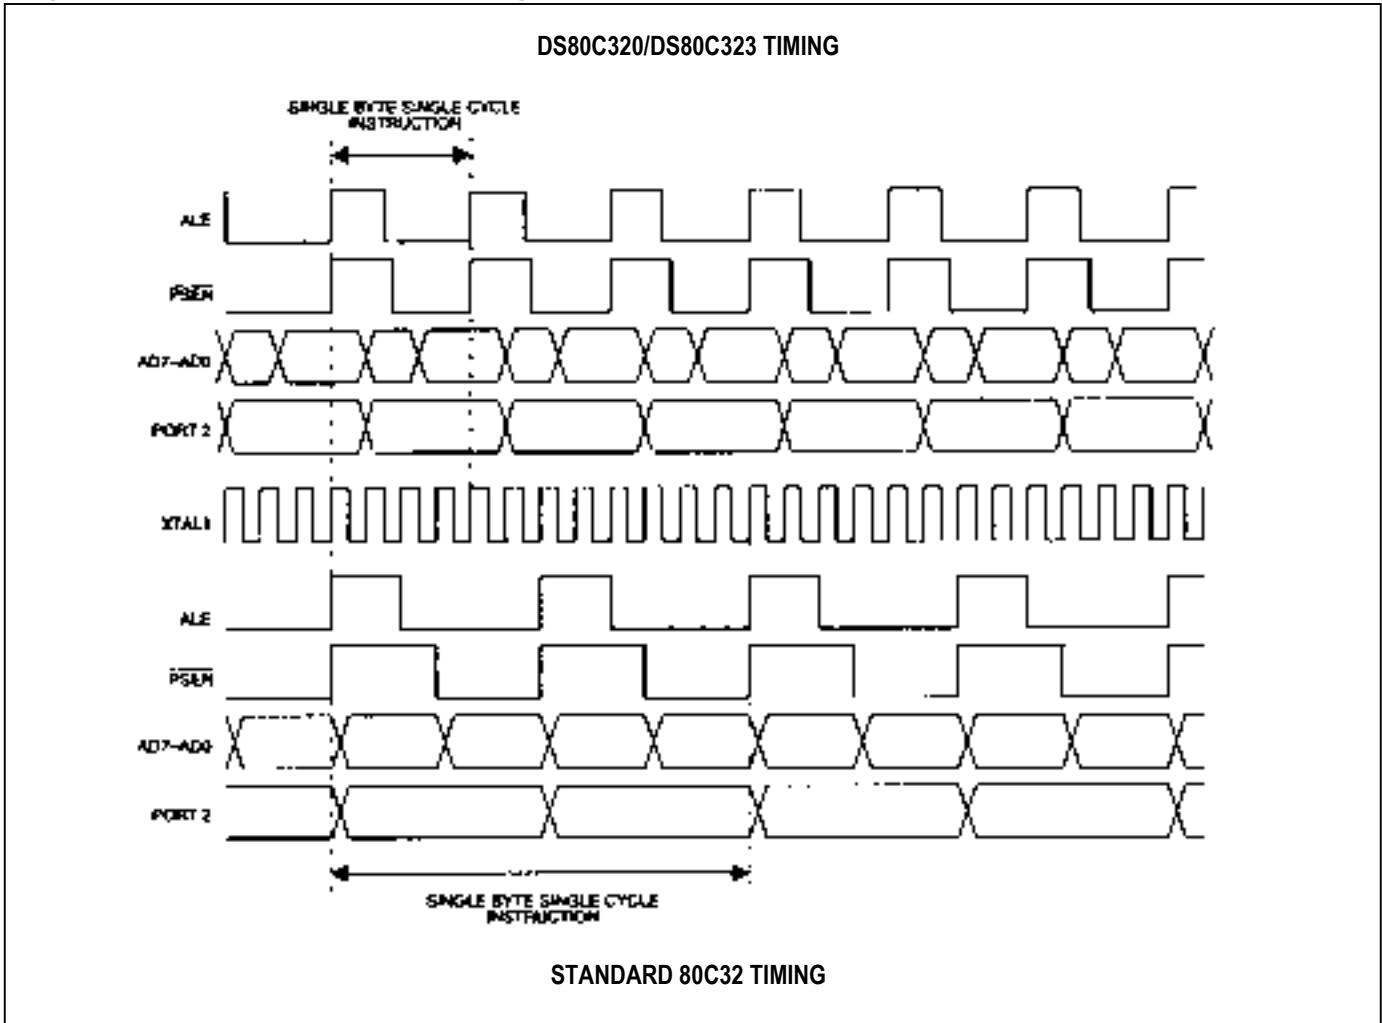 DS80C320/DS80C323 TIMING
SINGLE BYTE SINGLE CYCLE
INSTRUCTION
ALE
PSEN
AD7-AD0
PORT 2
XTAL1
ALE
PSEN
AD7-AD0
PORT 2
SINGLE BYTE SINGLE CYCLE
INSTRUCTION
STANDARD 80C32 TIMING